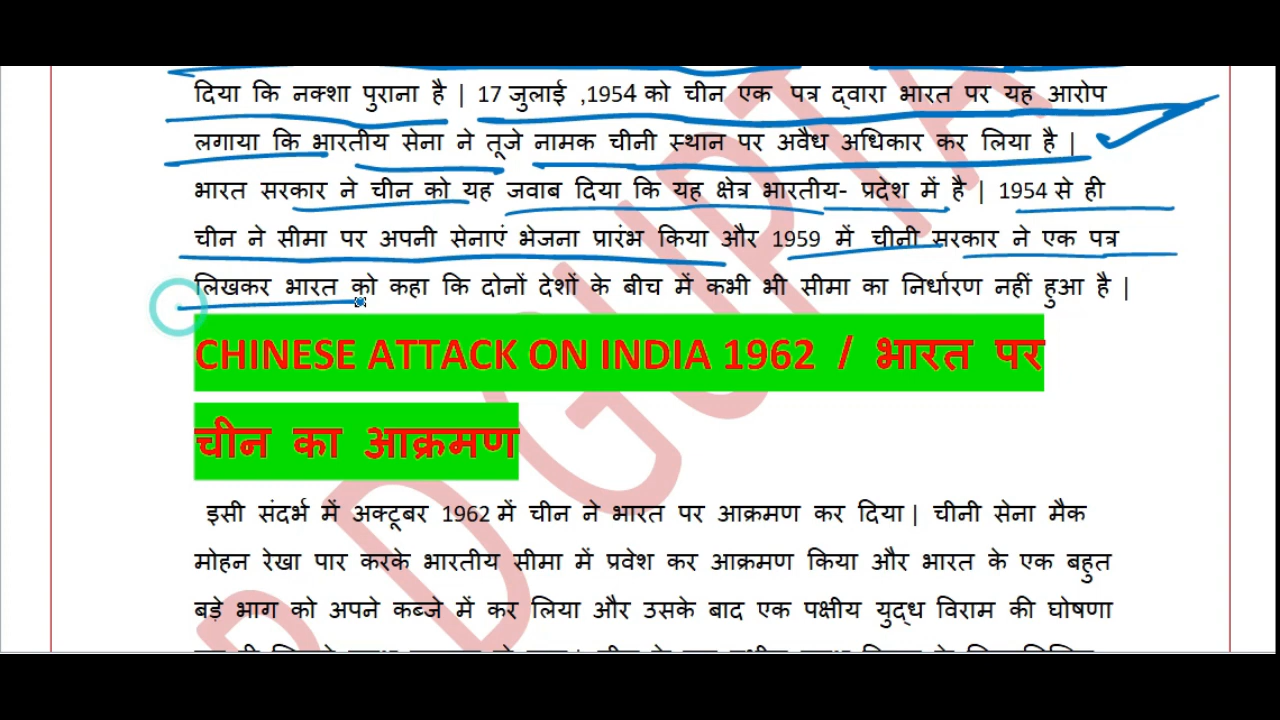 दिया कि नक्शा पुराना है | 17 जुलाई ,1954 को चीन एक पत्र द्वारा भारत पर यह आरोप
लगाया कि भारतीय सेना ने तूजे नामक चीनी स्थान पर अवैध अधिकार कर लिया है |
भारत सरकार ने चीन को यह जवाब दिया कि यह क्षेत्र भारतीय- प्रदेश में है | 1954 से ही
चीन ने सीमा पर अपनी सेनाएं भेजना प्रारंभ किया और 1959 में चीनी सरकार ने एक पत्र
लिखकर भारत को कहा कि दोनों देशों के बीच में कभी भी सीमा का निर्धारण नहीं हुआ है |
CHINESE ATTACK ON INDIA 1962 / भारत पर
चीन का आक्रमण
इसी संदर्भ में अक्टूबर 1962 में चीन ने भारत पर आक्रमण कर दिया | चीनी सेना मैक
मोहन रेखा पार करके भारतीय सीमा में प्रवेश कर आक्रमण किया और भारत के एक बहुत
बड़े भाग को अपने कब्जे में कर लिया और उसके बाद एक पक्षीय युद्ध विराम की घोषणा
D GUPTA